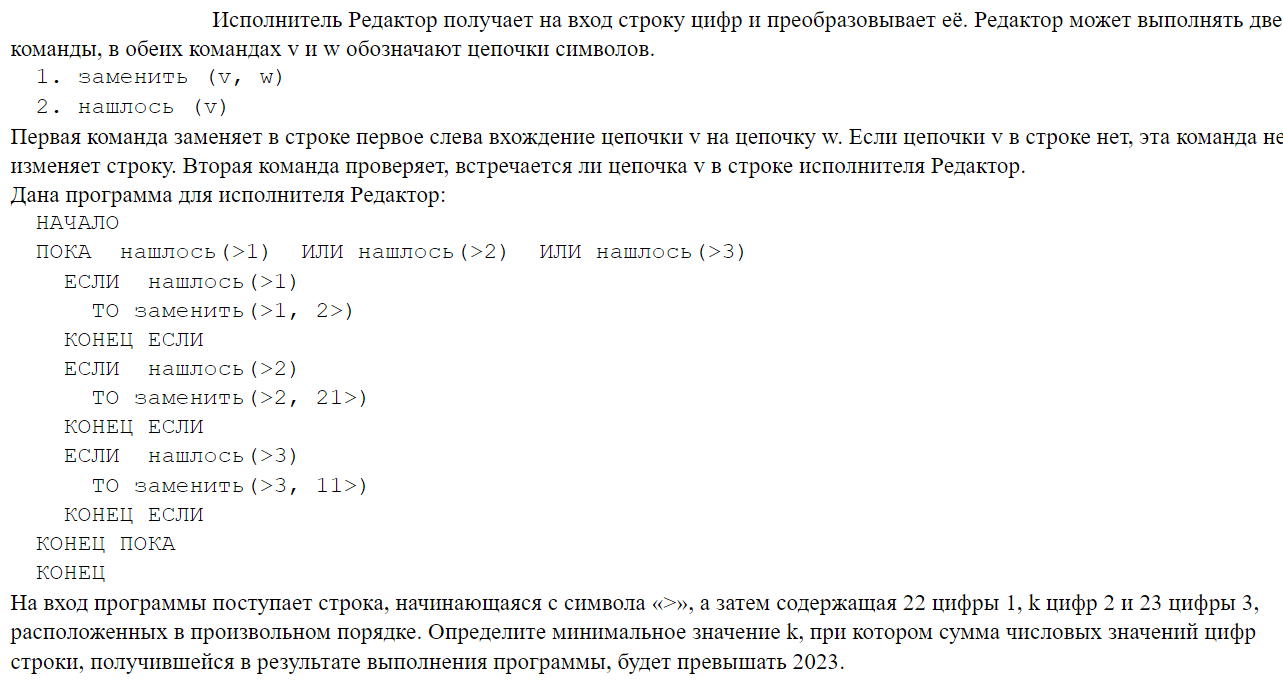 Исполнитель Редактор получает на вход строку цифр и преобразовывает её. Редактор может выполнять две
команды, в обеих командах v и w обозначают цепочки символов.
1. заменить (v, w)
2. нашлось (v)
Первая команда заменяет в строке первое слева вхождение цепочки v на цепочку w. Если цепочки v в строке нет, эта команда не
изменяет строку. Вторая команда проверяет, встречается ли цепочка v в строке исполнителя Редактор.
Дана программа для исполнителя Редактор:
НАЧАЛО
ПОКА нашлось(>1) ИЛИ нашлось(>2) ИЛИ нашлось(>3)
ЕСЛИ нашлось(>1)
ТО заменить(>1, 2>)
КОНЕЦ ЕСЛИ
ЕСЛИ нашлось(>2)
ТО заменить(>2, 21>)
КОНЕЦ ЕСЛИ
ЕСЛИ нашлось(>3)
ТО заменить(>3, 11>)
КОНЕЦ ЕСЛИ
КОНЕЦ ПОКА
КОНЕЦ
На вход программы поступает строка, начинающаяся с символа «>», а затем содержащая 22 цифры 1, k цифр 2 и 23 цифры 3,
расположенных в произвольном порядке. Определите минимальное значение k, при котором сумма числовых значений цифр
строки, получившейся в результате выполнения программы, будет превышать 2023.